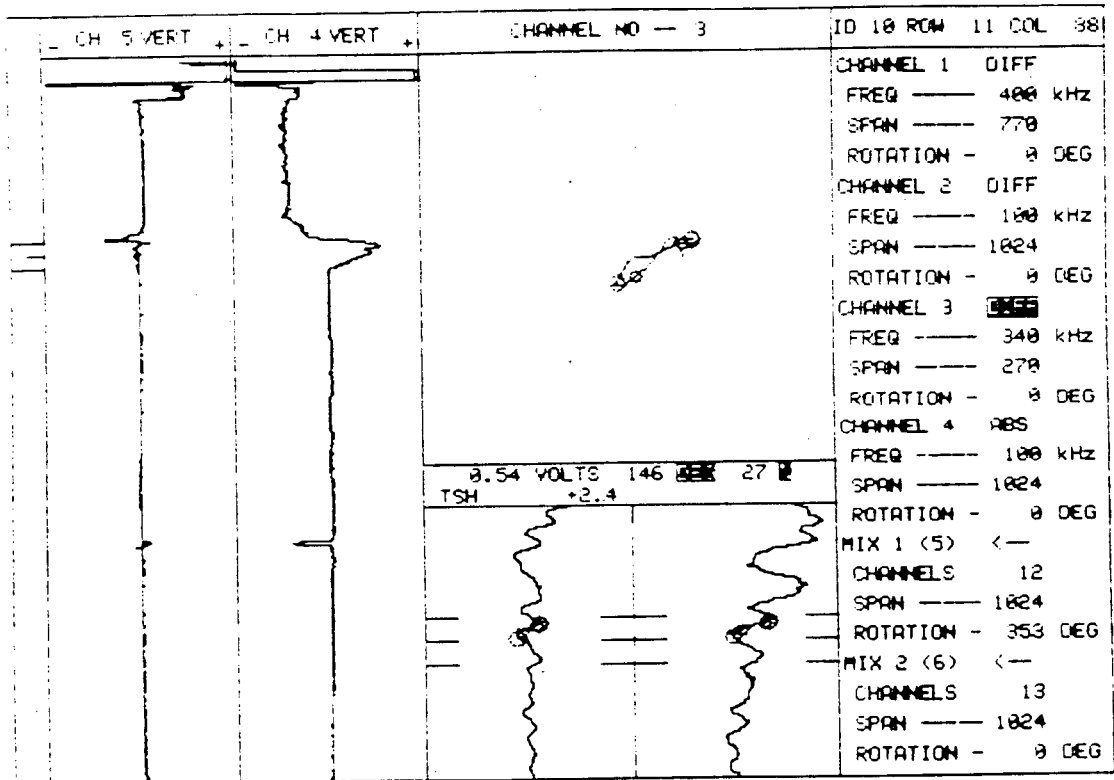 - CH 5 VERT +
- CH 4 VERT +
CHANNEL NO -- 3
ID 10 ROW 11 COL 88
CHANNEL 1 DIFF
FREQ ---- 400 kHz
SPAN ---- 770
ROTATION - 0 DEG
CHANNEL 2 DIFF
FREQ ---- 100 kHz
SPAN ---- 1024
ROTATION - 0 DEG
CHANNEL 3 DIFF
FREQ ---- 340 kHz
SPAN ---- 270
ROTATION - 0 DEG
CHANNEL 4 ABS
FREQ ---- 100 kHz
SPAN ---- 1024
ROTATION - 0 DEG
MIX 1 (5) <--
CHANNELS 12
SPAN ---- 1024
ROTATION - 353 DEG
MIX 2 (6) <--
CHANNELS 13
SPAN ---- 1024
ROTATION - 0 DEG
0.54 VOLTS 146 27
TSH +2.4